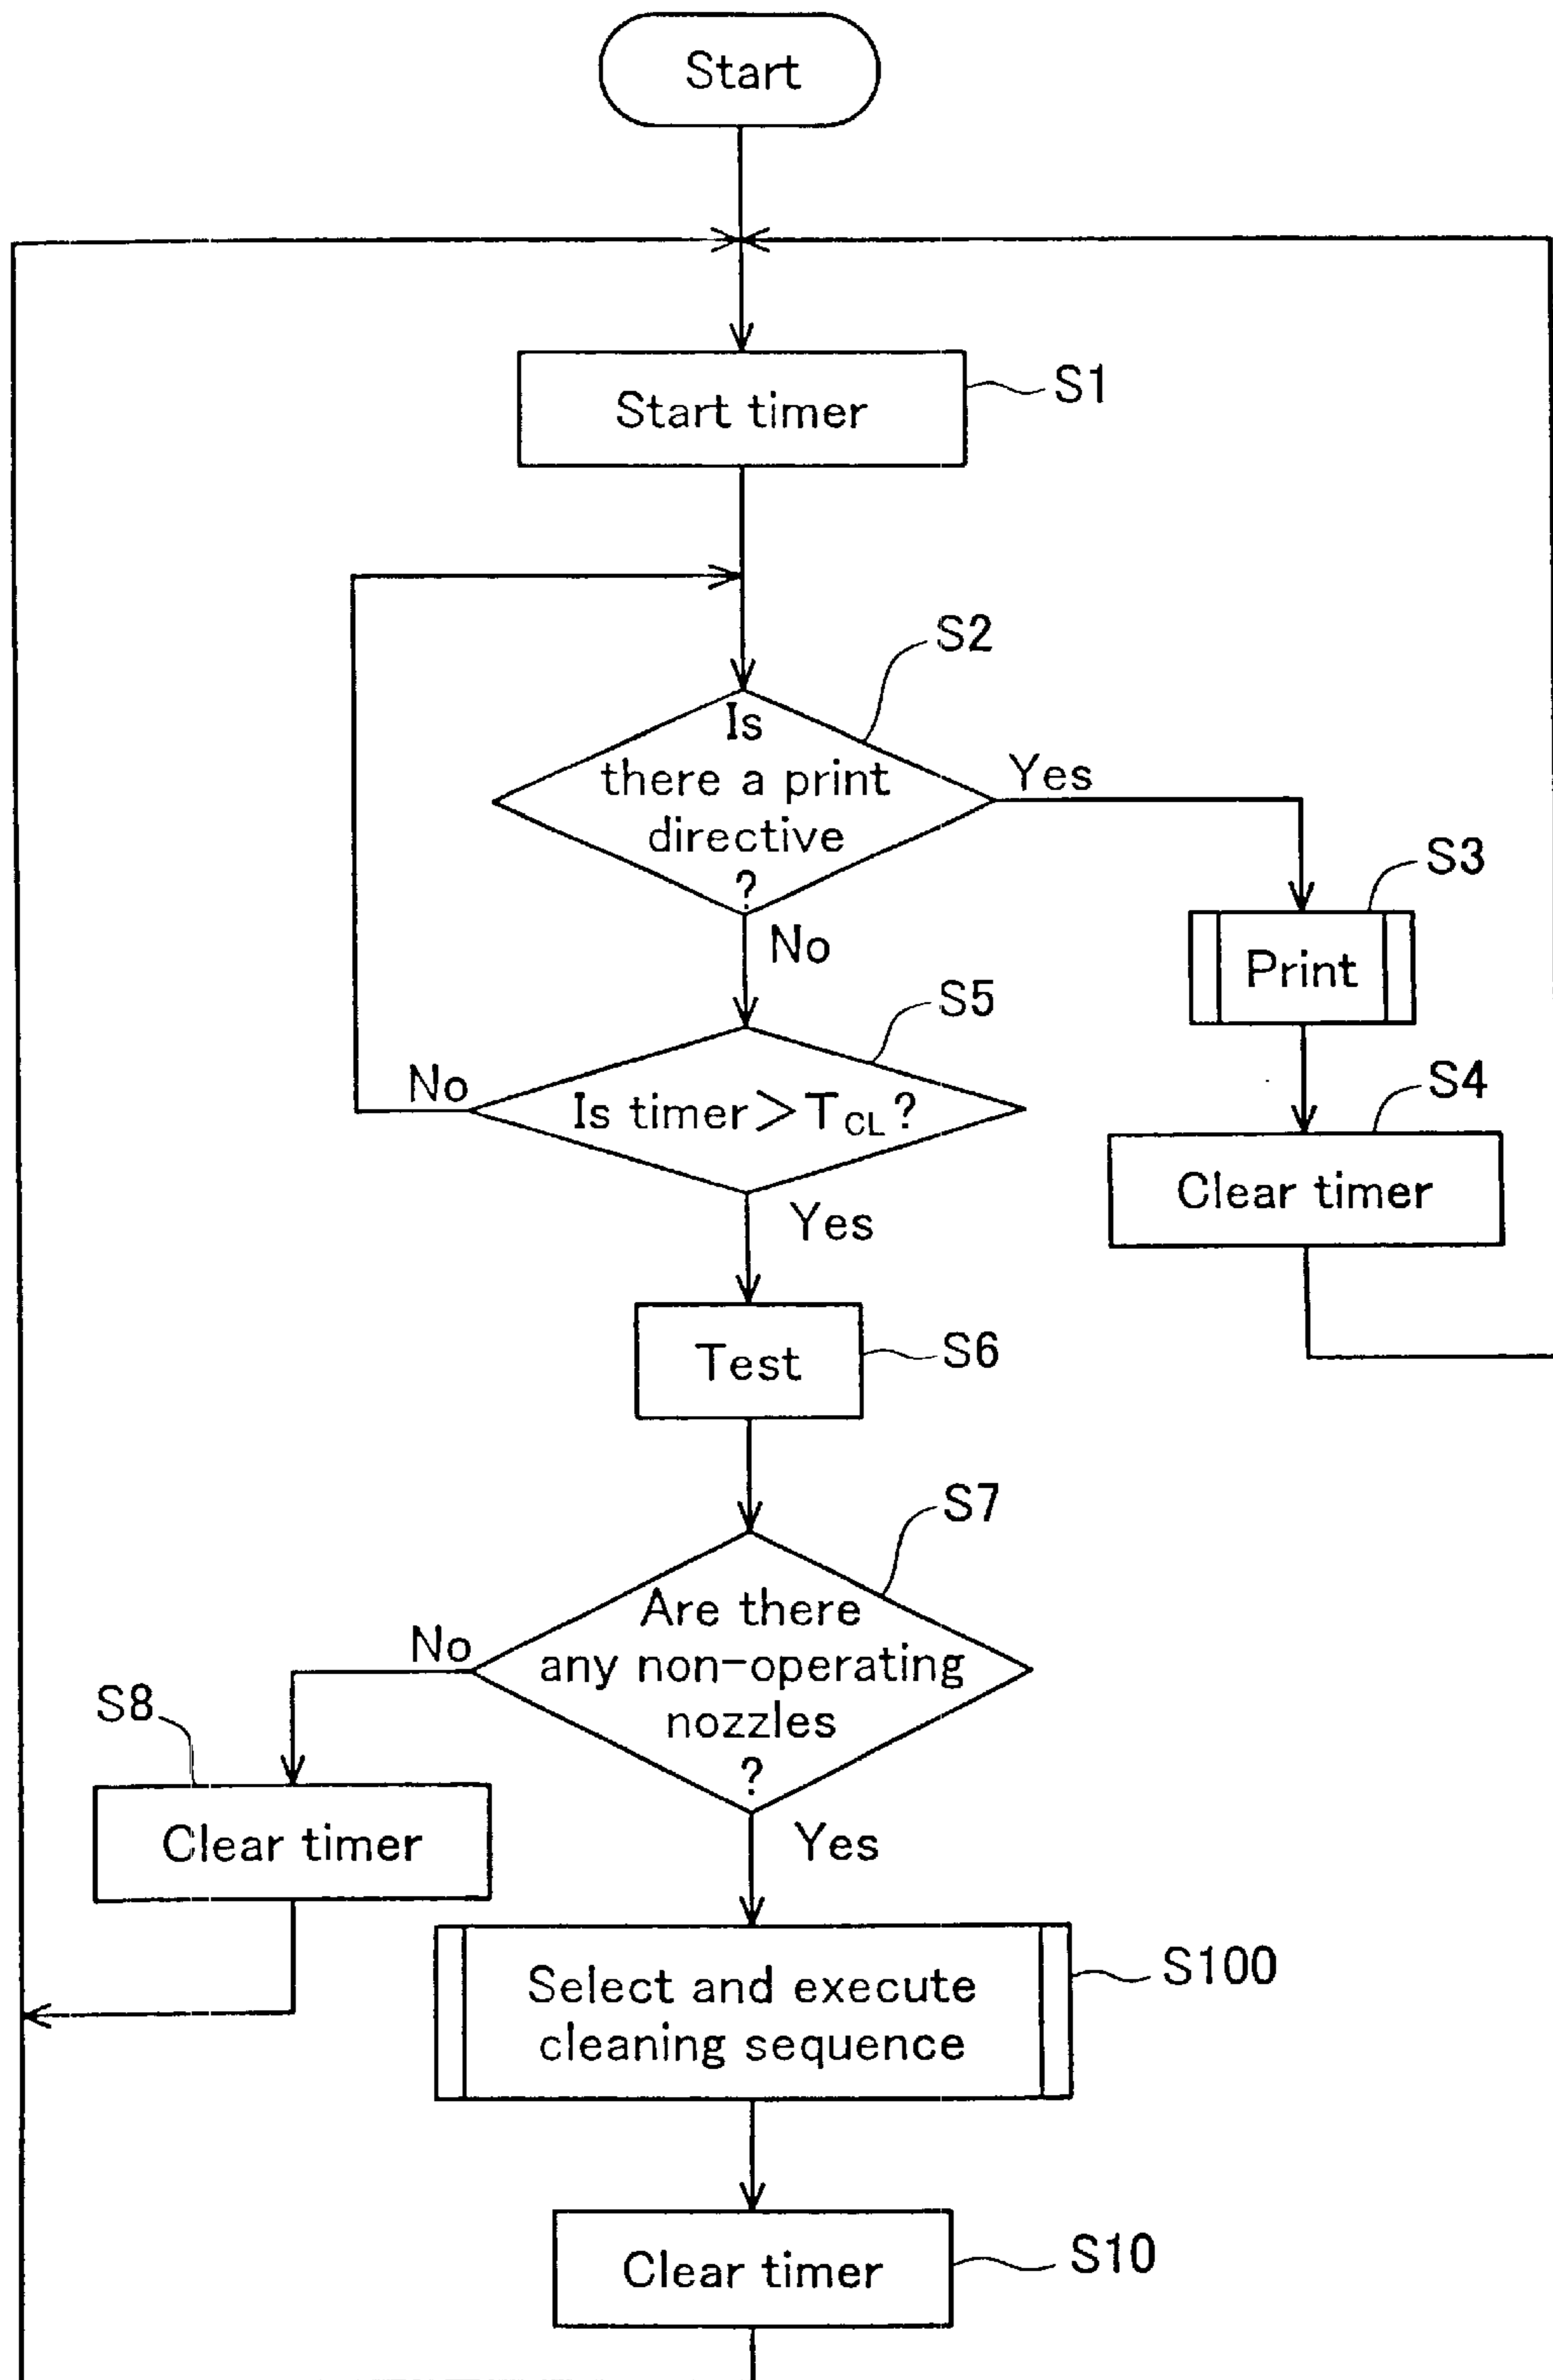 Start
Start timer
S1
S2
Is
there a print
directive
?
Yes
No
S3
Print
S5
No
Is timer > TCL ?
S4
Clear timer
Yes
Test
S6
S7
No
Are there
any non-operating
nozzles
?
S8
Clear timer
Yes
Select and execute
cleaning sequence
S100
Clear timer
S10